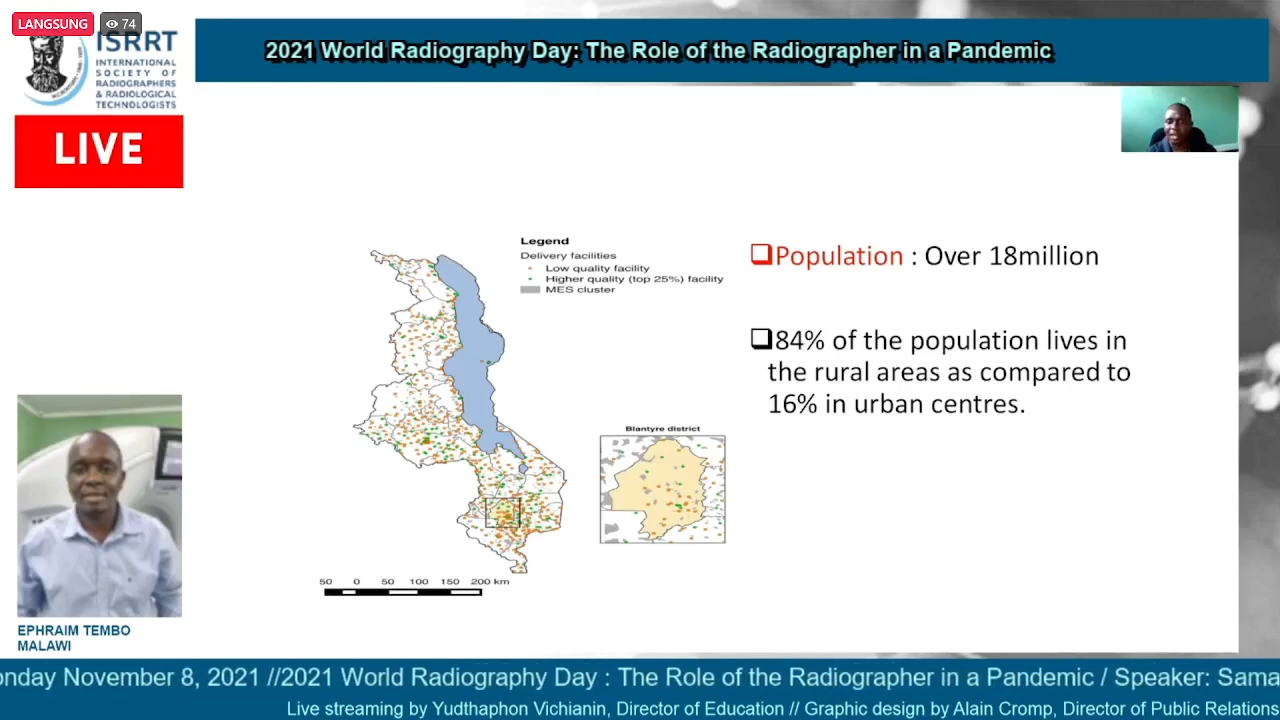 LANGSUNG 74
ISRRT
INTERNATIONAL
SOCIETY OF
RADIOGRAPHERS
& RADIOLOGICAL
TECHNOLOGISTS
2021 World Radiography Day: The Role of the Radiographer in a Pandemic
LIVE
Legend
Delivery facilities
Low quality facility
Higher quality (top 25%) facility
MES cluster
Blantyre district
50 0 50 100 150 200 km
Population : Over 18million
84% of the population lives in
the rural areas as compared to
16% in urban centres.
EPHRAIM TEMBO
MALAWI
onday November 8, 2021 //2021 World Radiography Day : The Role of the Radiographer in a Pandemic / Speaker: Sama
Live streaming by Yudthaphon Vichianin, Director of Education // Graphic design by Alain Cromp, Director of Public Relations